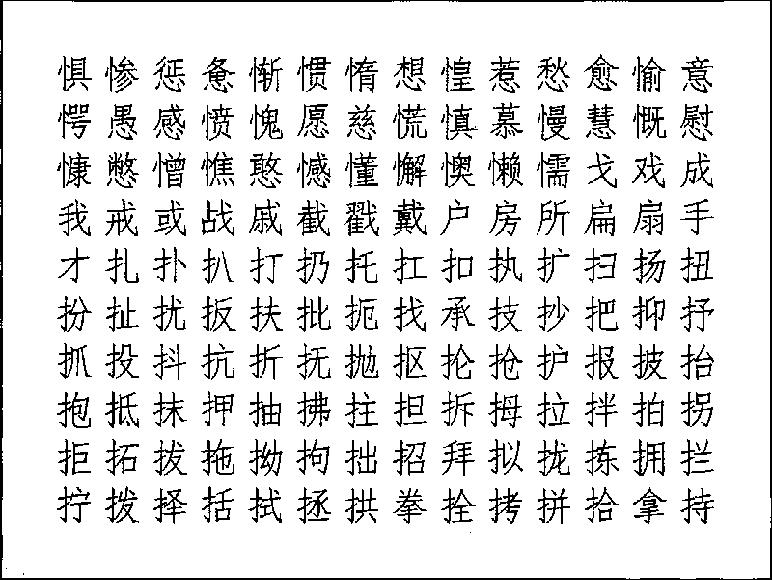 惧惨惩惫惭惯惰想惶惹愁愈愉意
愕愚感愤愧愿慈慌慎慕慢慧慨慰
慷憋憎憔憨憾懂懈懊懒懦戈戏成
我戒或战戚截戳戴户房所扁扇手
才扎扑扒打扔托扛扣执扩扫扬扭
扮扯扰扳扶批扼找承技抄把抑抒
抓投抖抗折抚抛抠抡抢护报披抬
抱抵抹押抽拂拄担拆拇拉拌拍拐
拒拓拔拖拗拘拙招拜拟拢拣拥拦
拧拨择括拭拯拱拳拴拷拼拾拿持